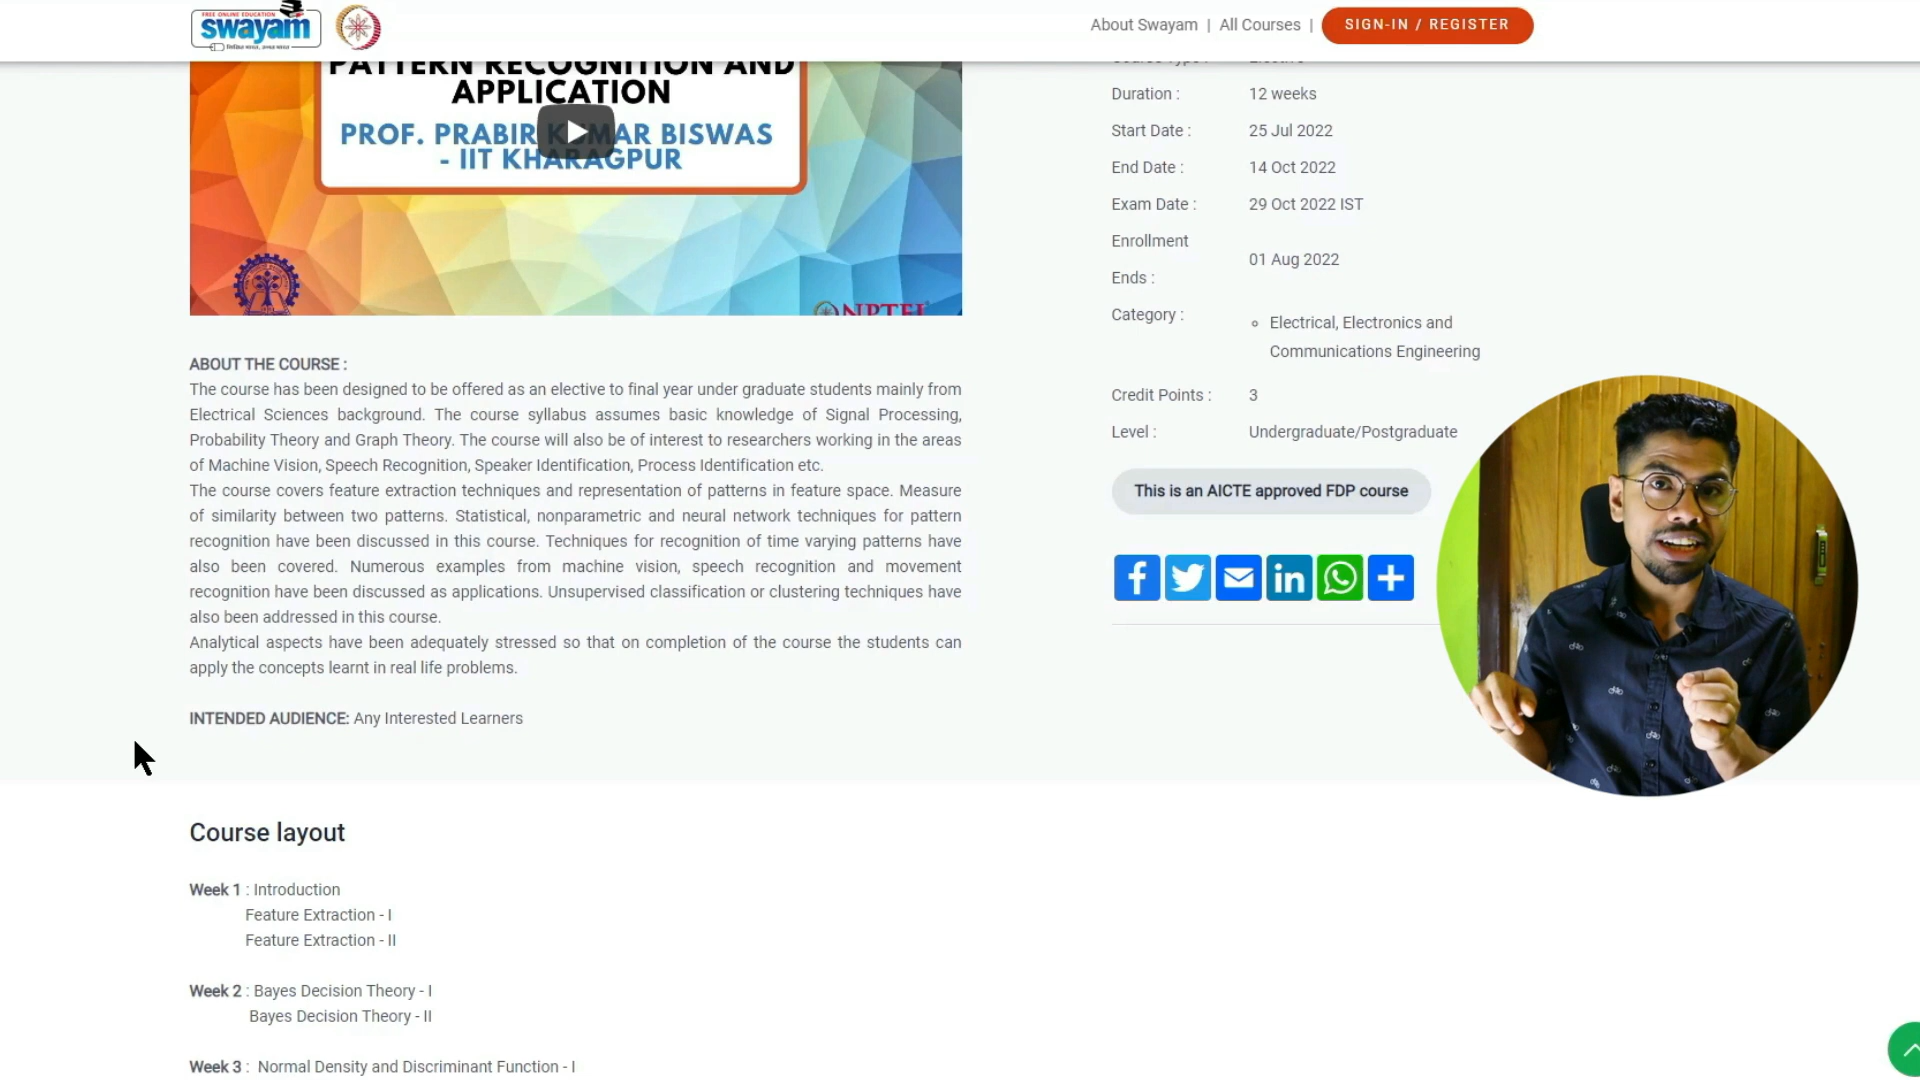 FREE ONLINE EDUCATION
swayam
About Swayam | All Courses |
SIGN-IN / REGISTER
PATTERN RECOGNITION AND
APPLICATION
PROF. PRABIR KUMAR BISWAS
- IIT KHARAGPUR
NPTEL
Duration : 12 weeks
Start Date : 25 Jul 2022
End Date : 14 Oct 2022
Exam Date : 29 Oct 2022 IST
Enrollment
Ends :
01 Aug 2022
Category :
Electrical, Electronics and
Communications Engineering
Credit Points : 3
Level : Undergraduate/Postgraduate
This is an AICTE approved FDP course
ABOUT THE COURSE :
The course has been designed to be offered as an elective to final year under graduate students mainly from
Electrical Sciences background. The course syllabus assumes basic knowledge of Signal Processing,
Probability Theory and Graph Theory. The course will also be of interest to researchers working in the areas
of Machine Vision, Speech Recognition, Speaker Identification, Process Identification etc.
The course covers feature extraction techniques and representation of patterns in feature space. Measure
of similarity between two patterns. Statistical, nonparametric and neural network techniques for pattern
recognition have been discussed in this course. Techniques for recognition of time varying patterns have
also been covered. Numerous examples from machine vision, speech recognition and movement
recognition have been discussed as applications. Unsupervised classification or clustering techniques have
also been addressed in this course.
Analytical aspects have been adequately stressed so that on completion of the course the students can
apply the concepts learnt in real life problems.
INTENDED AUDIENCE: Any Interested Learners
Course layout
Week 1 : Introduction
Feature Extraction - I
Feature Extraction - II
Week 2 : Bayes Decision Theory - I
Bayes Decision Theory - II
Week 3 : Normal Density and Discriminant Function - I